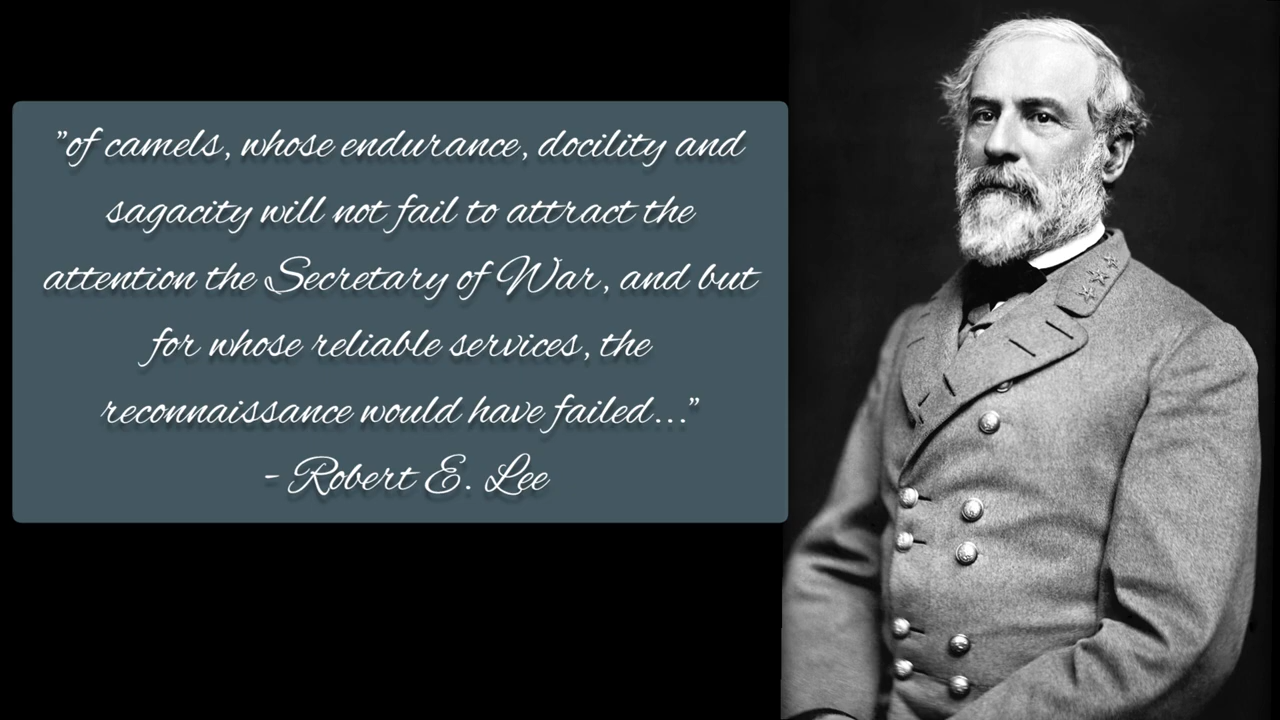 ”of camels, whose endurance, docility and
sagacity will not fail to attract the
attention the Secretary of War, and but
for whose reliable services, the
reconnaissance would have failed...”
- Robert E. Lee